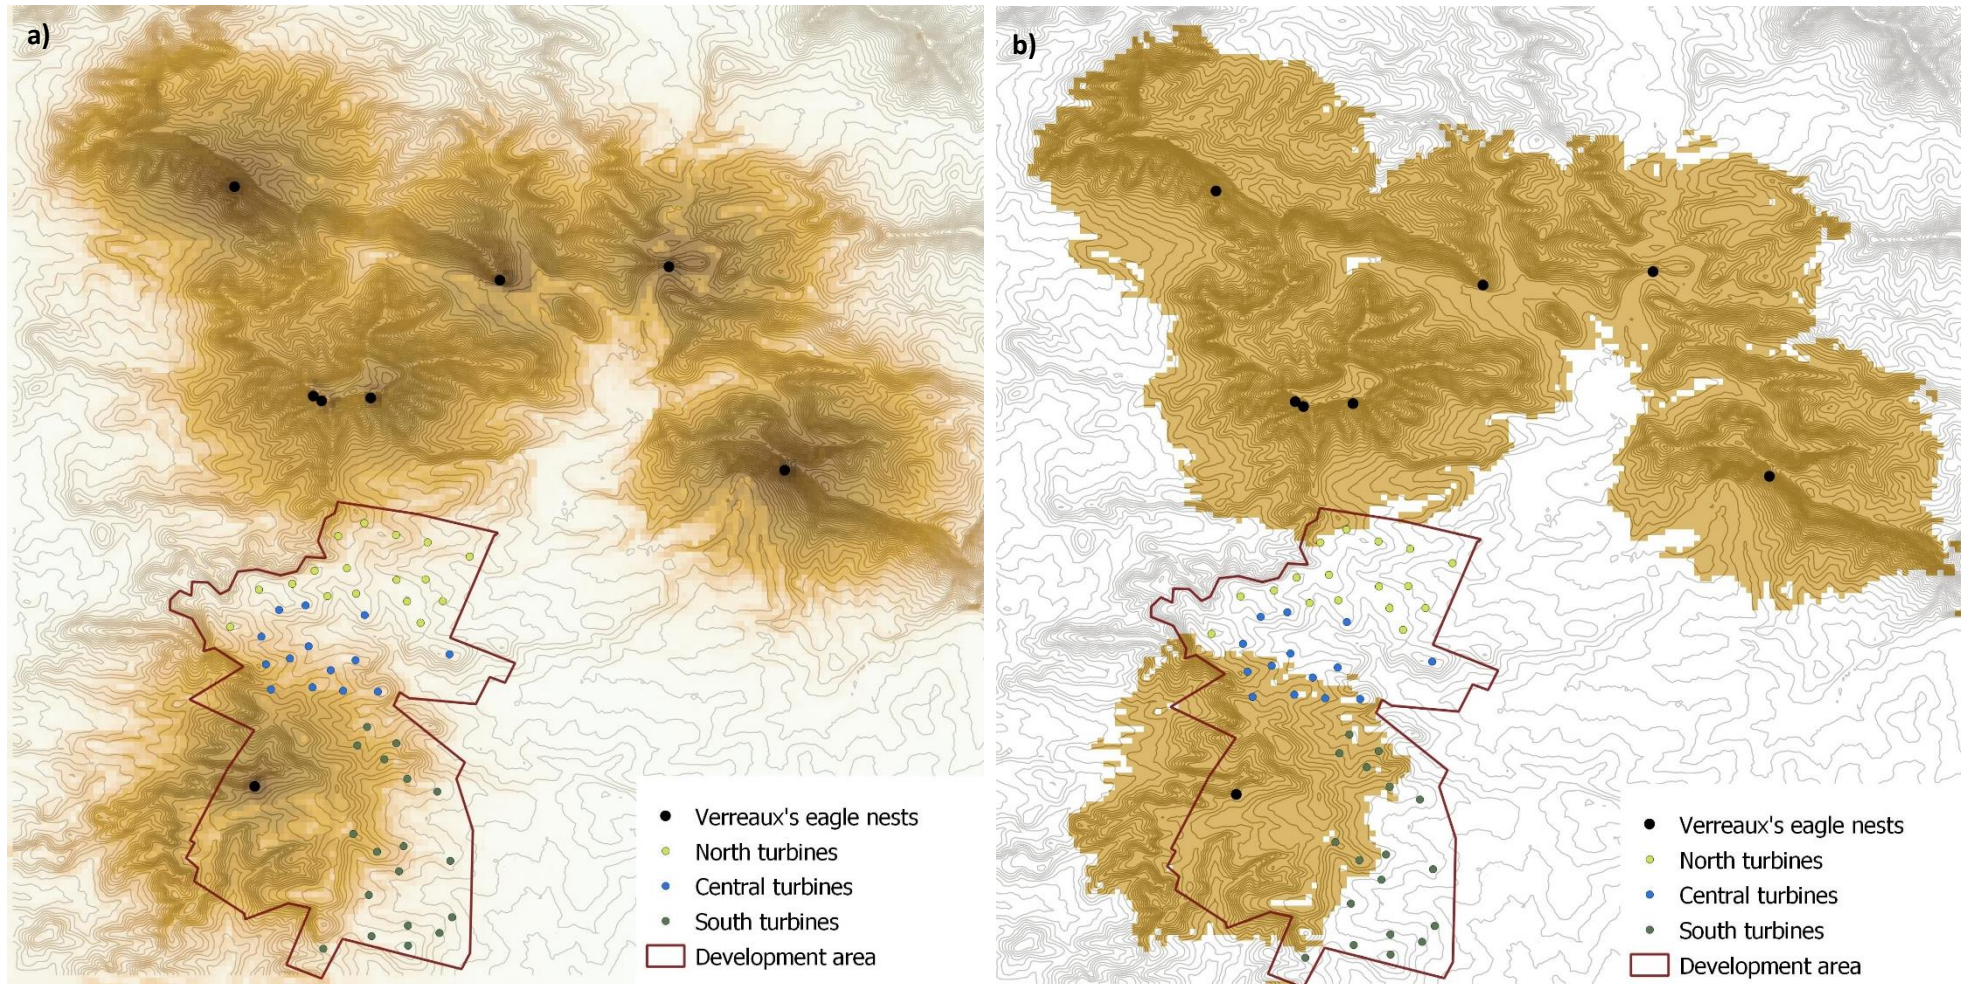 a)
Verreaux's eagle nests
North turbines
Central turbines
South turbines
Development area
b)
Verreaux's eagle nests
North turbines
Central turbines
South turbines
Development area